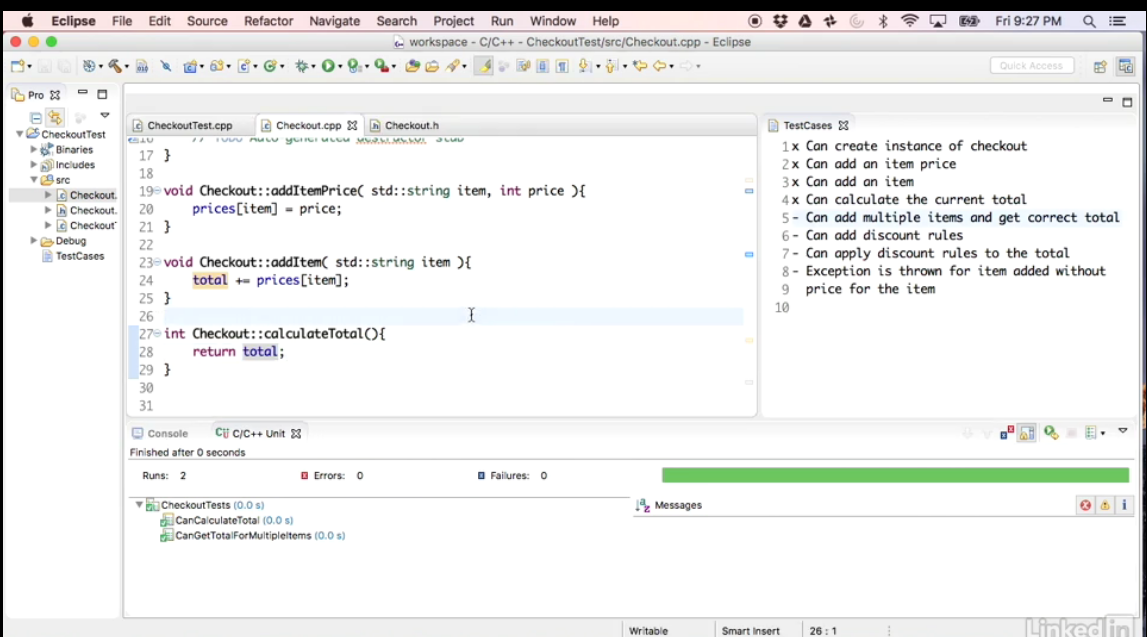 Eclipse File Edit Source Refactor Navigate Search Project Run Window Help Fri 9:27 PM
workspace - C/C++ - CheckoutTest/src/Checkout.cpp - Eclipse
Quick Access
Pro
CheckoutTest
Binaries
Includes
src
Checkout.
Checkout.
Checkout
Debug
TestCases
CheckoutTest.cpp Checkout.cpp Checkout.h
16 // TODO Auto-generated destructor stub
17 }
18
19 void Checkout::addItemPrice( std::string item, int price ){
20 prices[item] = price;
21 }
22
23 void Checkout::addItem( std::string item ){
24 total += prices[item];
25 }
26
27 int Checkout::calculateTotal(){
28 return total;
29 }
30
31
TestCases
1 x Can create instance of checkout
2 x Can add an item price
3 x Can add an item
4 x Can calculate the current total
5 - Can add multiple items and get correct total
6 - Can add discount rules
7 - Can apply discount rules to the total
8 - Exception is thrown for item added without
9 price for the item
10
Console C/C++ Unit
Finished after 0 seconds
Runs: 2 Errors: 0 Failures: 0
CheckoutTests (0.0 s)
CanCalculateTotal (0.0 s)
CanGetTotalForMultipleItems (0.0 s)
Messages
Writable Smart Insert 26 : 1
Linked in